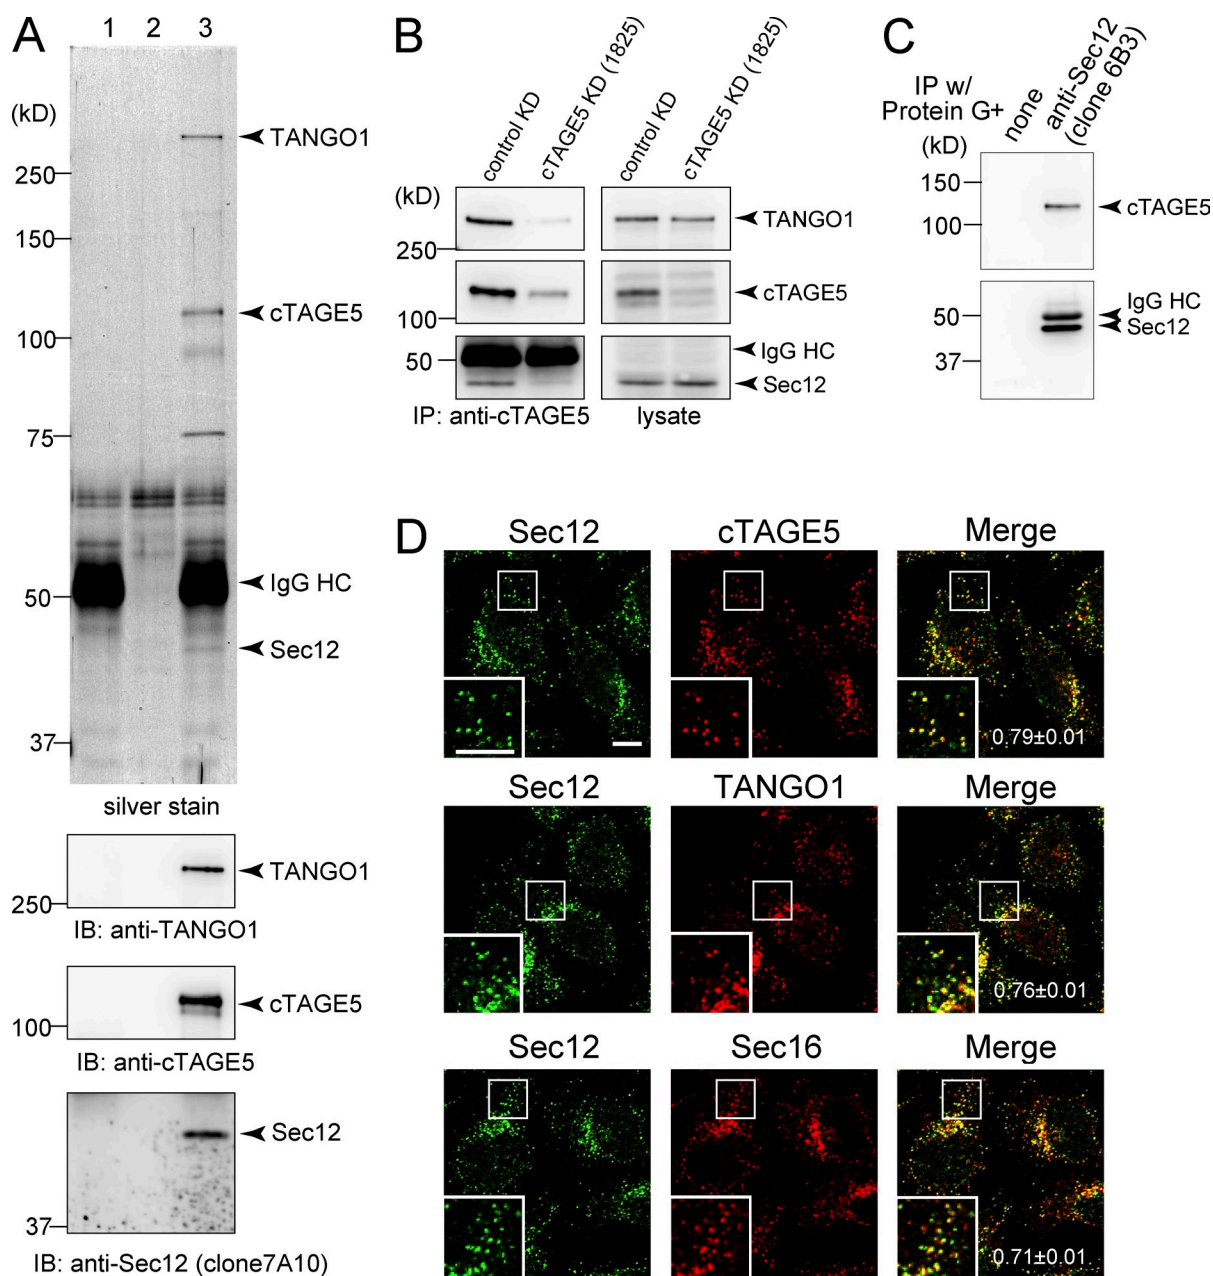 A
1 2 3
(kD)
TANGO1
250
150
cTAGE5
100
75
IgG HC
50
Sec12
37
silver stain
TANGO1
250
IB: anti-TANGO1
cTAGE5
100
IB: anti-cTAGE5
Sec12
37
IB: anti-Sec12 (clone7A10)
B
control KD
cTAGE5 KD (1825)
control KD
cTAGE5 KD (1825)
(kD)
TANGO1
250
cTAGE5
100
IgG HC
50
Sec12
IP: anti-cTAGE5 lysate
C
IP w/
Protein G+
none
anti-Sec12
(clone 6B3)
(kD)
150
cTAGE5
100
IgG HC
50
Sec12
37
D
Sec12 cTAGE5 Merge
0.79±0.01
Sec12 TANGO1 Merge
0.76±0.01
Sec12 Sec16 Merge
0.71±0.01